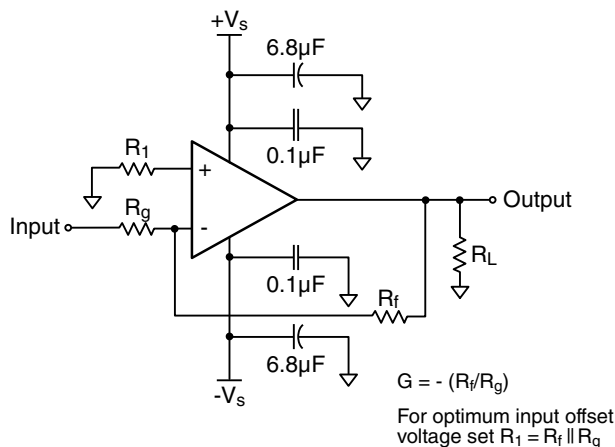 +Vs
6.8µF
R1
0.1µF
+
Input
Rg
-
Output
RL
0.1µF
Rf
6.8µF
-Vs
G = - (Rf/Rg)
For optimum input offset
voltage set R1 = Rf || Rg